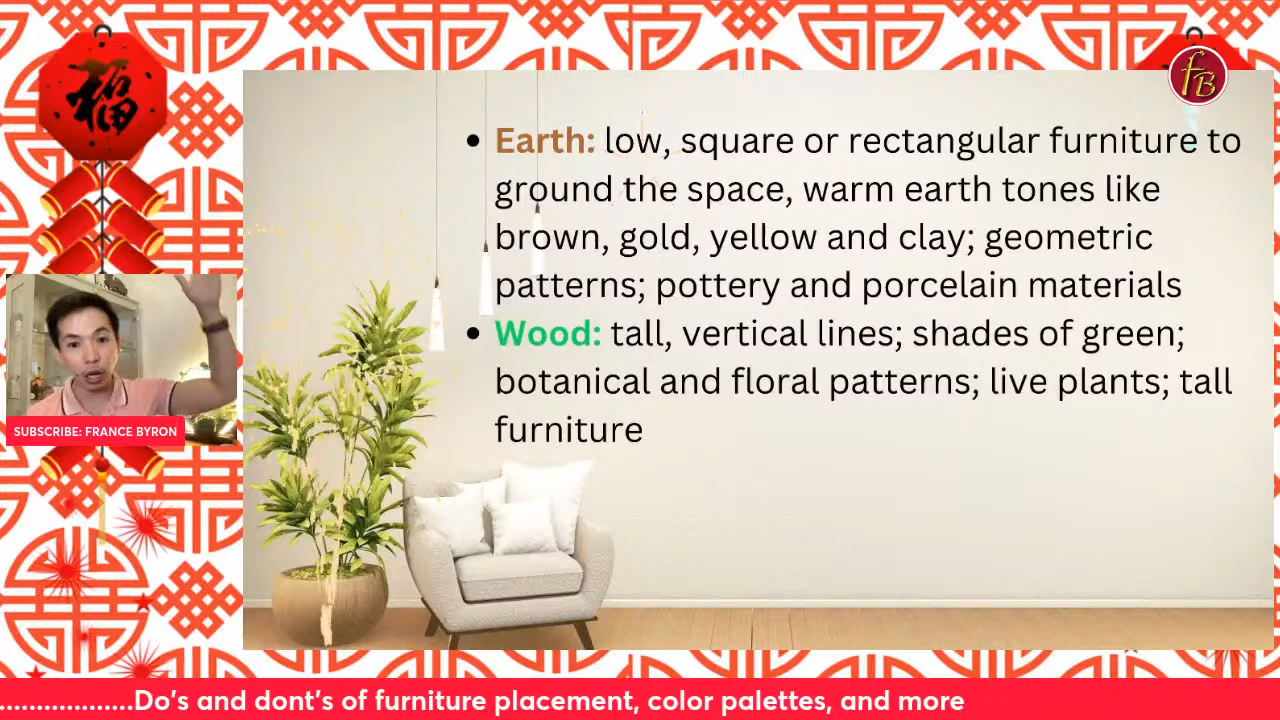 福
fB
• Earth: low, square or rectangular furniture to
ground the space, warm earth tones like
brown, gold, yellow and clay; geometric
patterns; pottery and porcelain materials
• Wood: tall, vertical lines; shades of green;
botanical and floral patterns; live plants; tall
furniture
SUBSCRIBE: FRANCE BYRON
..................Do's and dont's of furniture placement, color palettes, and more